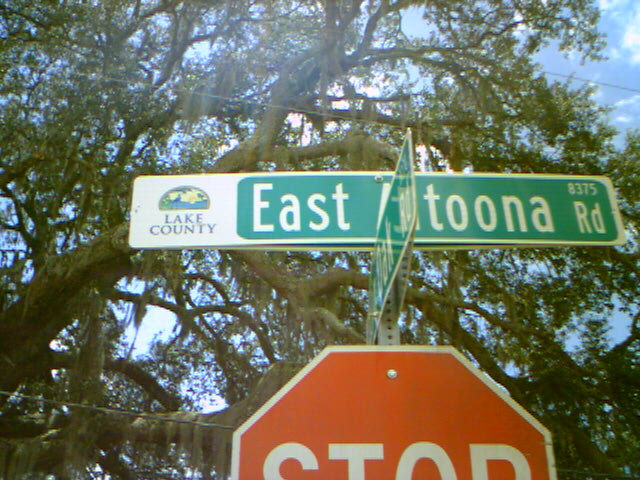 LAKE
COUNTY
East
toona
8375
Rd
STOP